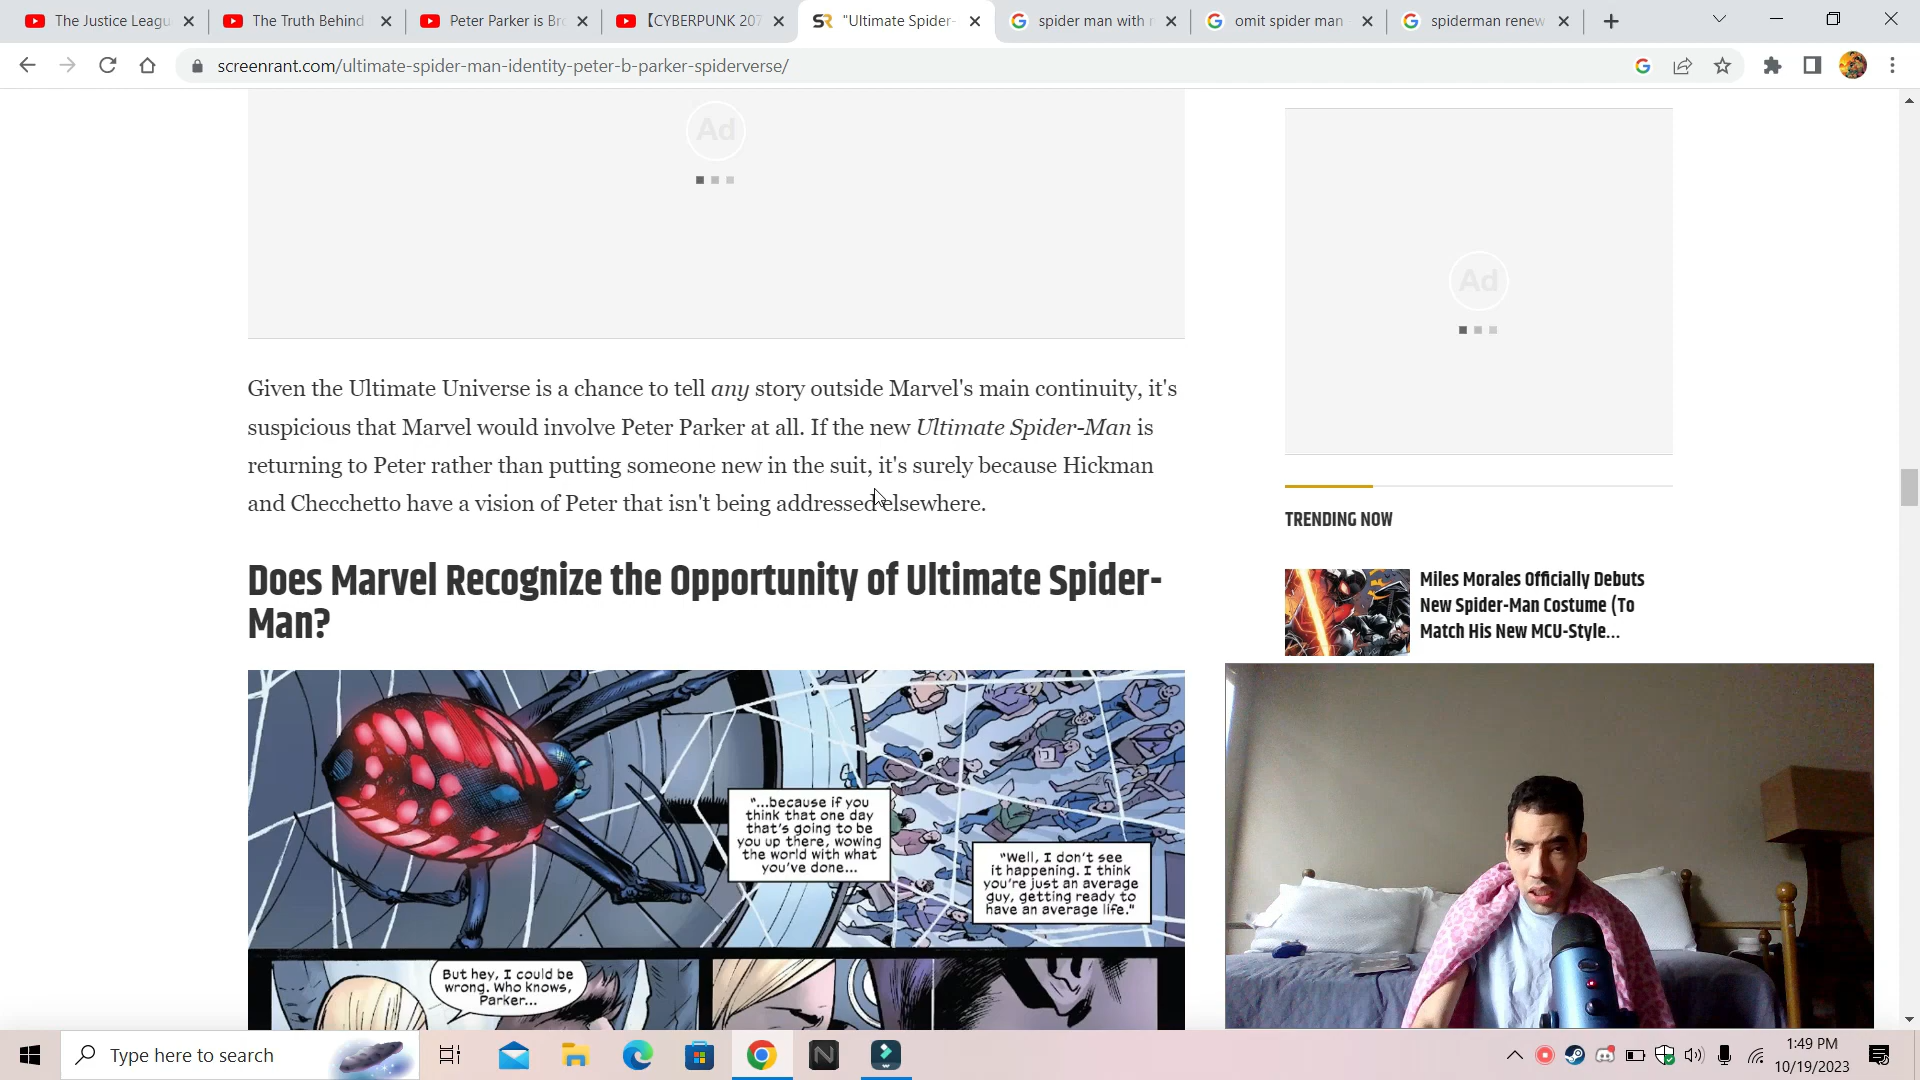 The Justice Leagu
The Truth Behind
Peter Parker is Br
【CYBERPUNK 207
"Ultimate Spider-
spider man with
omit spider man
spiderman renew
screenrant.com/ultimate-spider-man-identity-peter-b-parker-spiderverse/
Ad
Ad
Given the Ultimate Universe is a chance to tell any story outside Marvel's main continuity, it's
suspicious that Marvel would involve Peter Parker at all. If the new Ultimate Spider-Man is
returning to Peter rather than putting someone new in the suit, it's surely because Hickman
and Checchetto have a vision of Peter that isn't being addressed elsewhere.
Does Marvel Recognize the Opportunity of Ultimate Spider-
Man?
"...because if you
think that one day
that's going to be
you up there, wowing
the world with what
you've done...
"Well, I don't see
it happening. I think
you're just an average
guy, getting ready to
have an average life."
But hey, I could be
wrong. Who knows,
Parker...
TRENDING NOW
Miles Morales Officially Debuts
New Spider-Man Costume (To
Match His New MCU-Style...
Type here to search
1:49 PM
10/19/2023